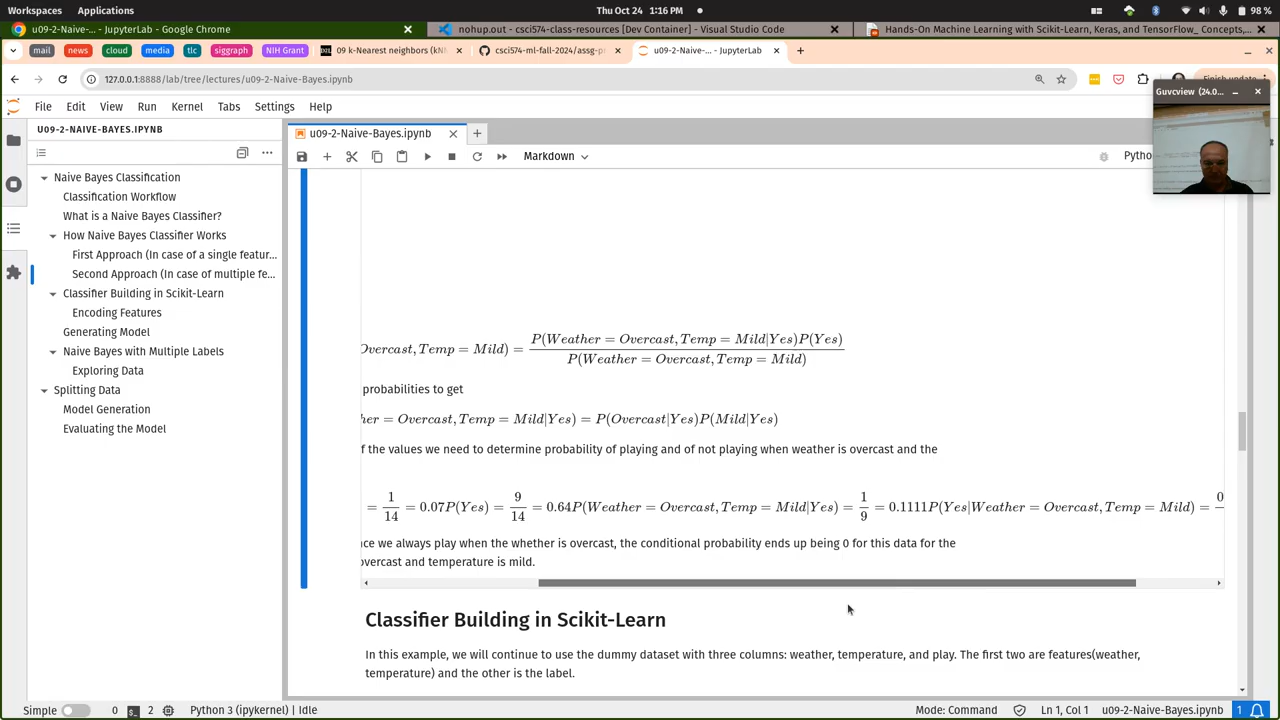 Workspaces Applications Thu Oct 24 1:16 PM 98 %
u09-2-Naive-... - JupyterLab - Google Chrome
nohup.out - csci574-class-resources [Dev Container] - Visual Studio Code
Hands-On Machine Learning with Scikit-Learn, Keras, and TensorFlow_ Concepts,...
mail news cloud media tlc siggraph NIH Grant 09 k-Nearest neighbors (kN csci574-ml-fall-2024/assg-p u09-2-Naive-... - JupyterLab
127.0.0.1:8888/lab/tree/lectures/u09-2-Naive-Bayes.ipynb
Guvcview (24.0...
File Edit View Run Kernel Tabs Settings Help
U09-2-NAIVE-BAYES.IPYNB
u09-2-Naive-Bayes.ipynb
Markdown
Pytho
Naive Bayes Classification
Classification Workflow
What is a Naive Bayes Classifier?
How Naive Bayes Classifier Works
First Approach (In case of a single featur...
Second Approach (In case of multiple fe...
Classifier Building in Scikit-Learn
Encoding Features
Generating Model
Naive Bayes with Multiple Labels
Exploring Data
Splitting Data
Model Generation
Evaluating the Model
Overcast, Temp = Mild) = P(Weather = Overcast, Temp = Mild|Yes)P(Yes) / P(Weather = Overcast, Temp = Mild)
probabilities to get
her = Overcast, Temp = Mild|Yes) = P(Overcast|Yes)P(Mild|Yes)
f the values we need to determine probability of playing and of not playing when weather is overcast and the
= 1/14 = 0.07P(Yes) = 9/14 = 0.64P(Weather = Overcast, Temp = Mild|Yes) = 1/9 = 0.1111P(Yes|Weather = Overcast, Temp = Mild) = 0
ce we always play when the whether is overcast, the conditional probability ends up being 0 for this data for the
overcast and temperature is mild.
Classifier Building in Scikit-Learn
In this example, we will continue to use the dummy dataset with three columns: weather, temperature, and play. The first two are features(weather,
temperature) and the other is the label.
Simple 0 2 Python 3 (ipykernel) | Idle Mode: Command Ln 1, Col 1 u09-2-Naive-Bayes.ipynb 1